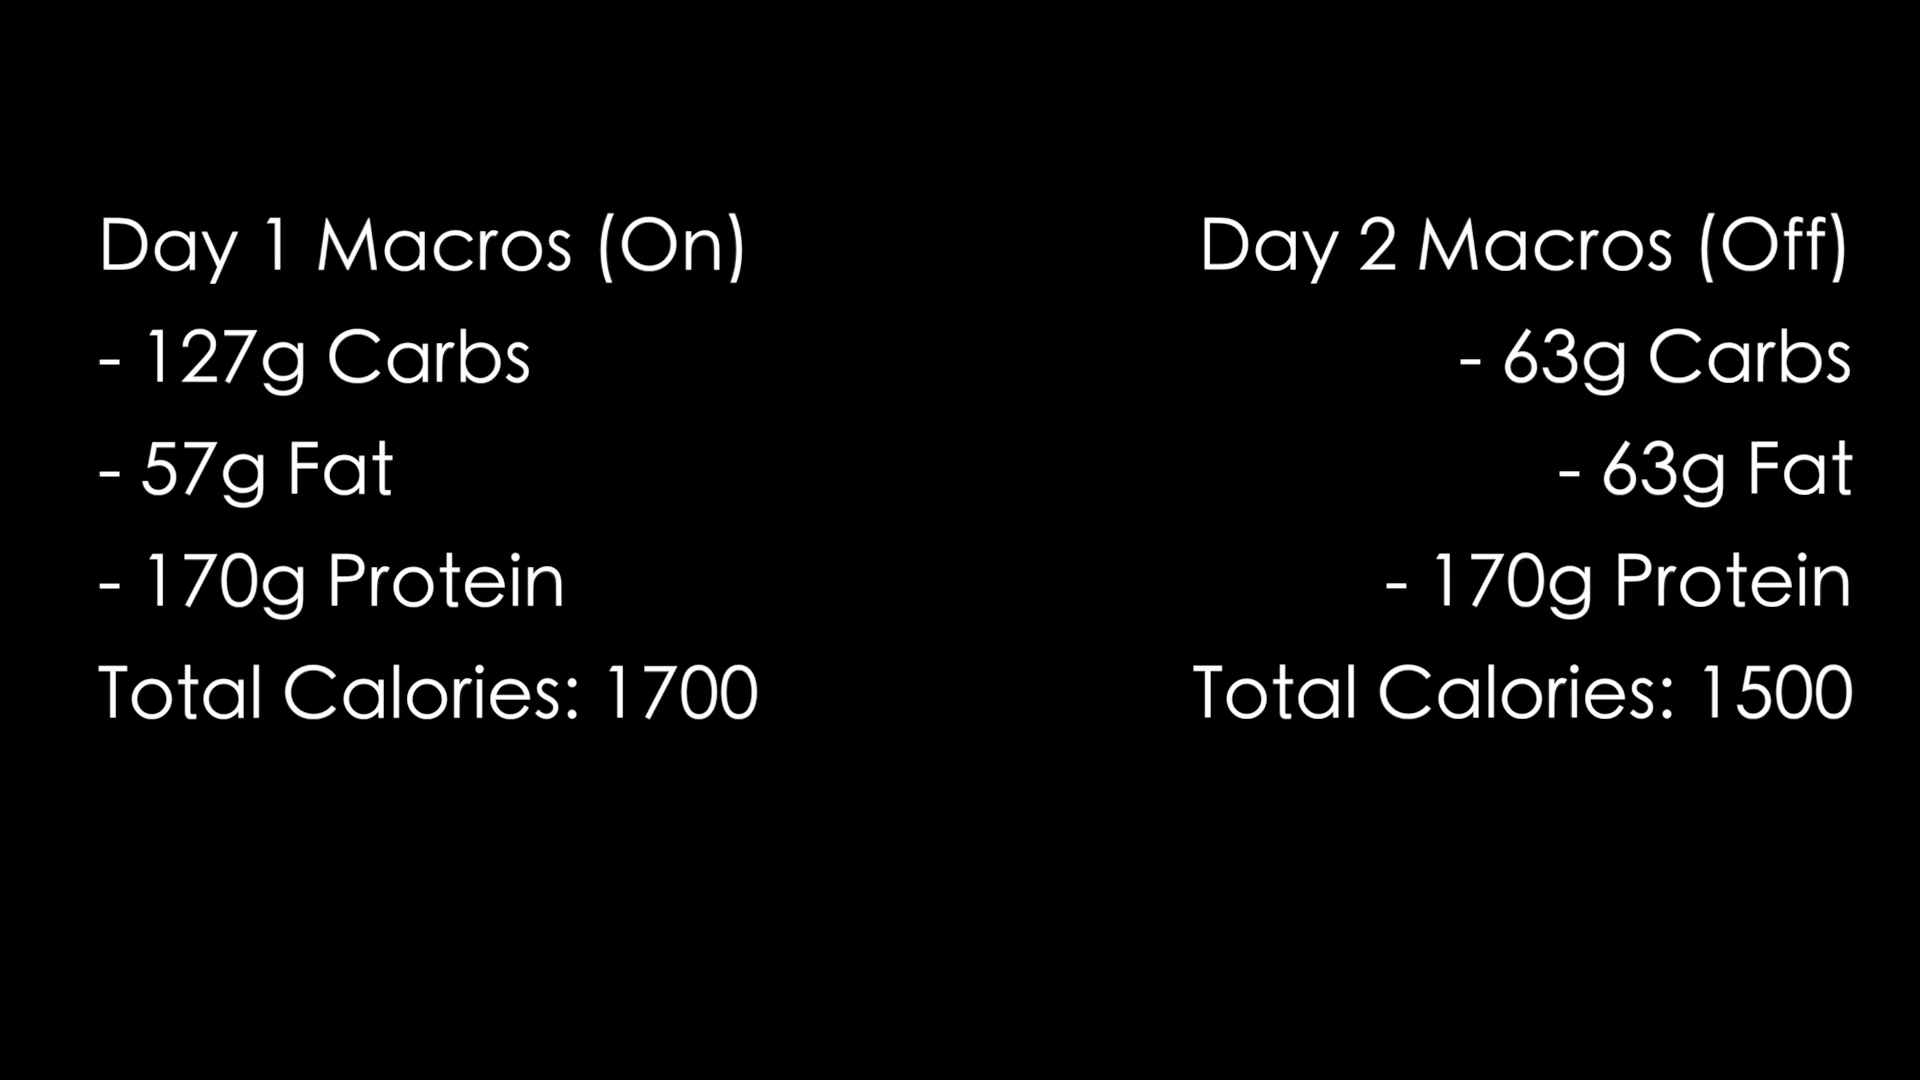 Day 1 Macros (On)
- 127g Carbs
- 57g Fat
- 170g Protein
Total Calories: 1700
Day 2 Macros (Off)
- 63g Carbs
- 63g Fat
- 170g Protein
Total Calories: 1500